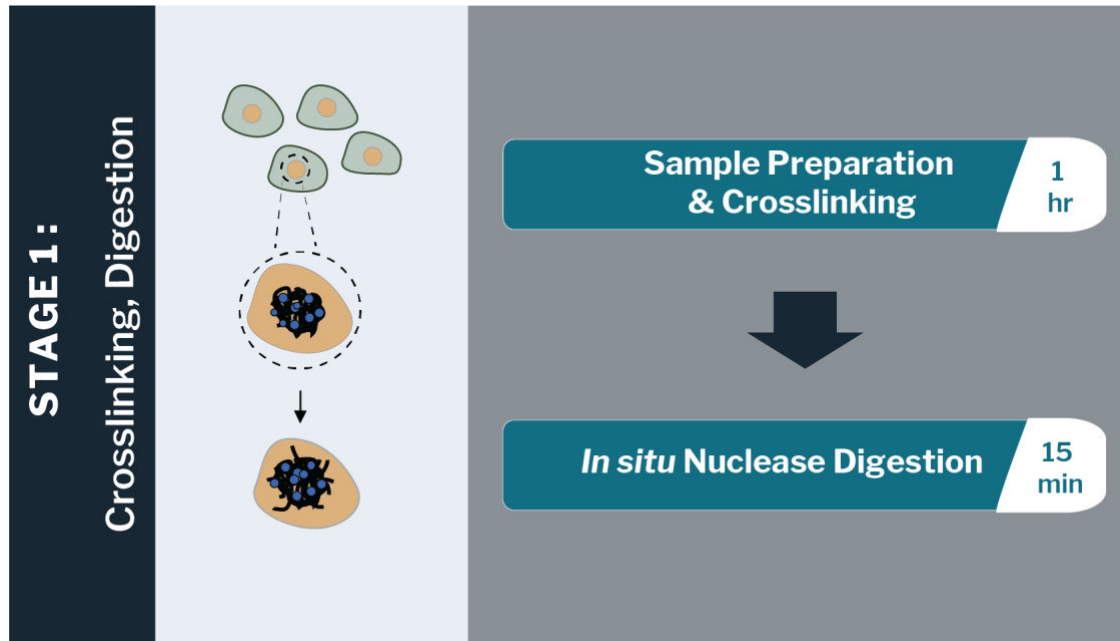 STAGE 1:
Crosslinking, Digestion
Sample Preparation
& Crosslinking
1
hr
In situ Nuclease Digestion
15
min